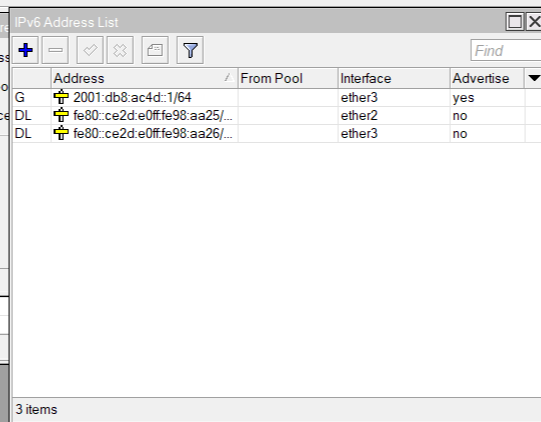 IPv6 Address List
Find
Address From Pool Interface Advertise
G 2001:db8:ac4d::1/64 ether3 yes
DL fe80::ce2d:e0ff:fe98:aa25/... ether2 no
DL fe80::ce2d:e0ff:fe98:aa26/... ether3 no
3 items